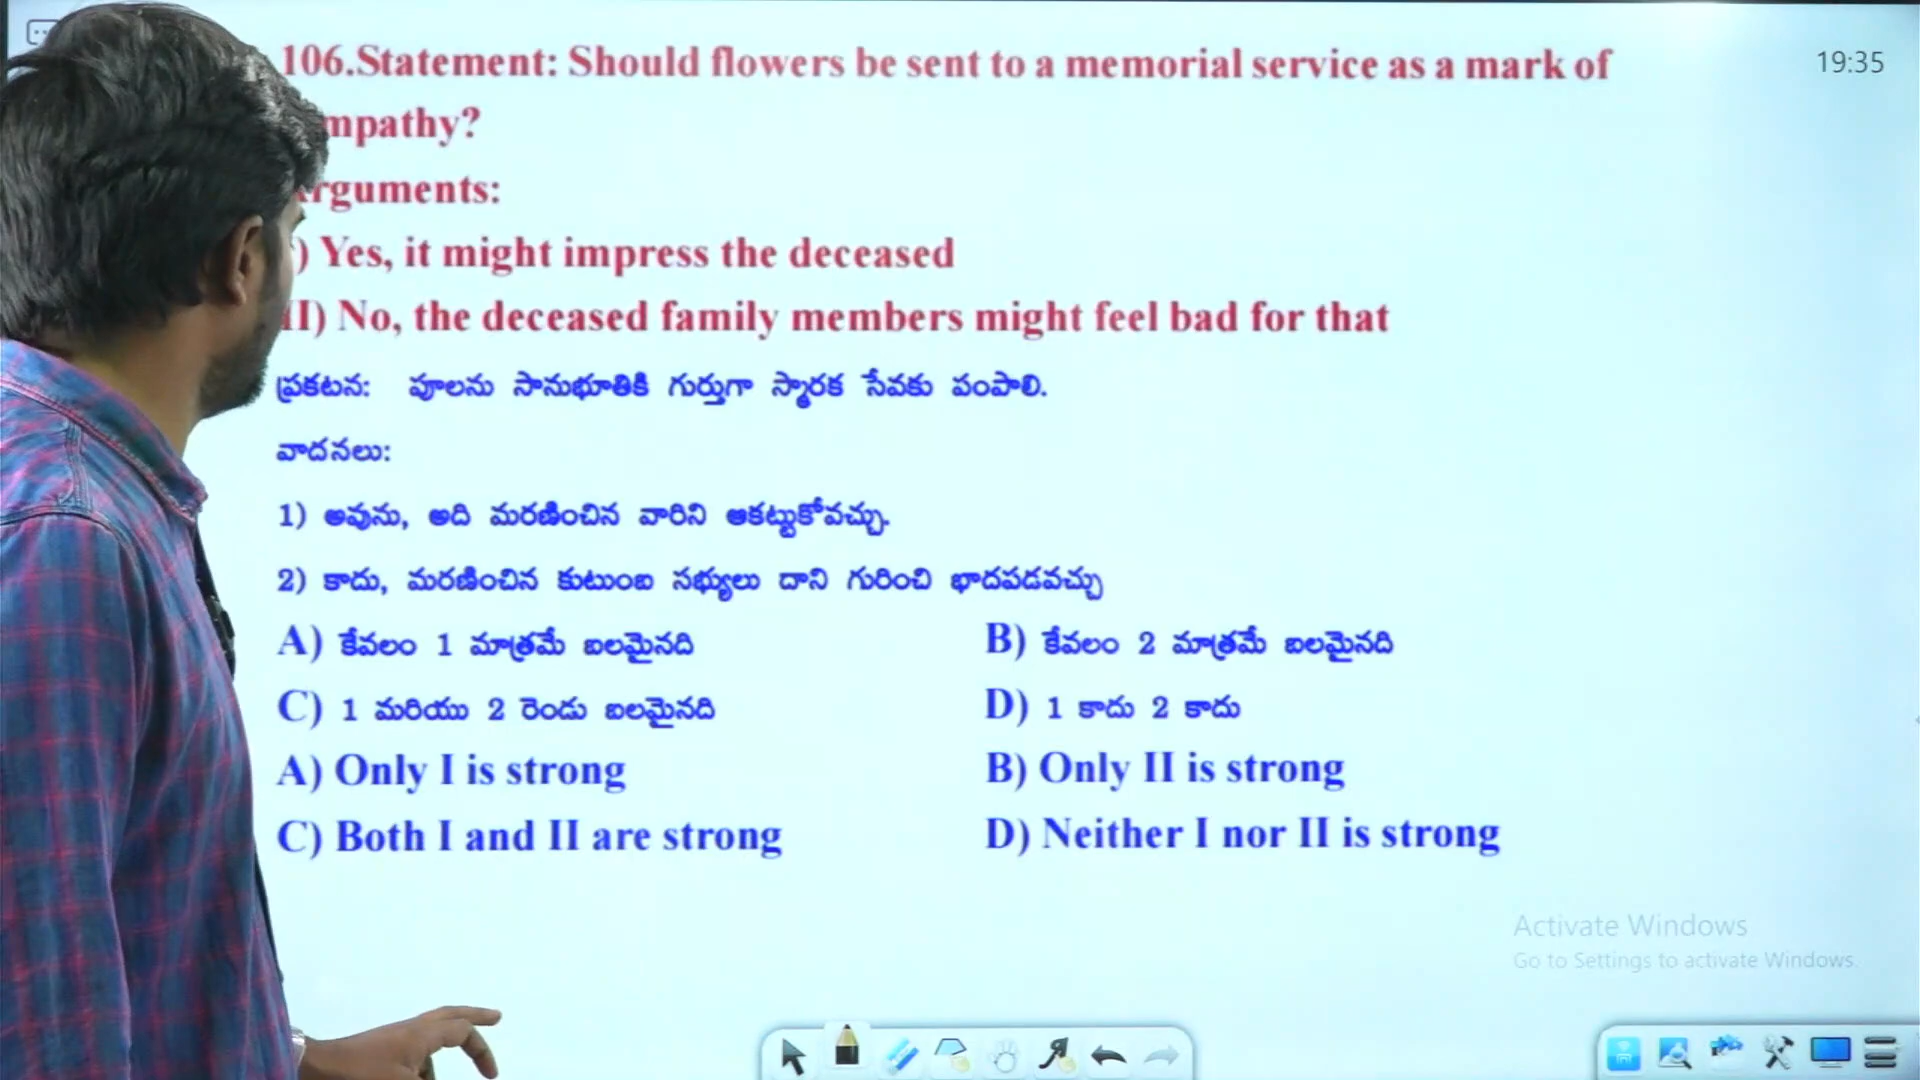 106.Statement: Should flowers be sent to a memorial service as a mark of
mpathy?
rguments:
) Yes, it might impress the deceased
II) No, the deceased family members might feel bad for that
ప్రకటన: పూలను సానుభూతికి గుర్తుగా స్మారక సేవకు పంపాలి.
వాదనలు:
1) అవును, అది మరణించిన వారిని ఆకట్టుకోవచ్చు.
2) కాదు, మరణించిన కుటుంబ సభ్యులు దాని గురించి భాదపడవచ్చు
A) కేవలం 1 మాత్రమే బలమైనది B) కేవలం 2 మాత్రమే బలమైనది
C) 1 మరియు 2 రెండు బలమైనది D) 1 కాదు 2 కాదు
A) Only I is strong B) Only II is strong
C) Both I and II are strong D) Neither I nor II is strong
19:35
Activate Windows
Go to Settings to activate Windows.